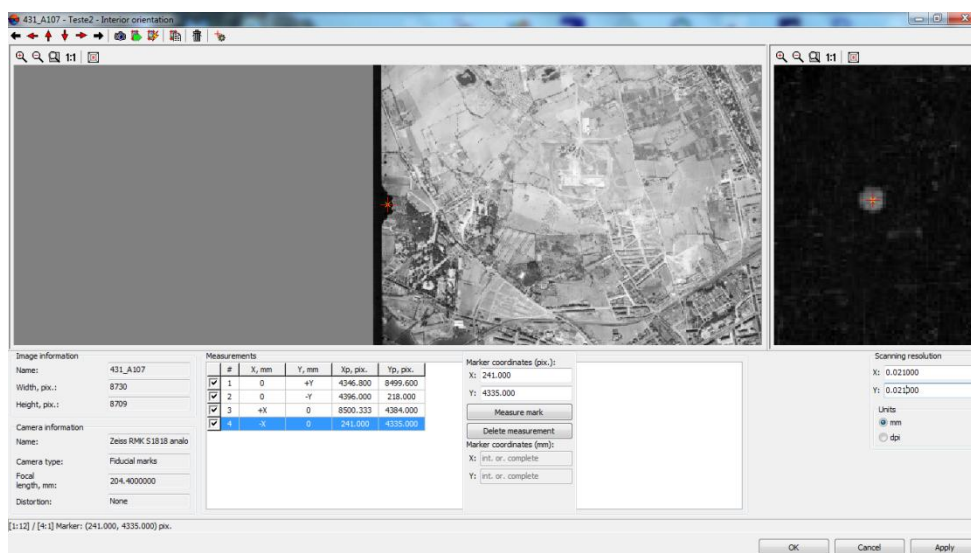 431_A107 - Teste2 - Interior orientation
1:1
1:1
Image information
Name: 431_A107
Width, pix.: 8730
Height, pix.: 8709
Camera information
Name: Zeiss RMK S1818 analo
Camera type: Fiducial marks
Focal length, mm: 204.4000000
Distortion: None
Measurements
# X, mm Y, mm Xp, pix. Yp, pix.
1 0 +Y 4346.800 8499.600
2 0 -Y 4396.000 218.000
3 +X 0 8500.333 4384.000
4 -X 0 241.000 4335.000
Marker coordinates (pix.):
X: 241.000
Y: 4335.000
Measure mark
Delete measurement
Marker coordinates (mm):
X: int. or. complete
Y: int. or. complete
Scanning resolution
X: 0.021000
Y: 0.021000
Units
mm
dpi
[1:12] / [4:1] Marker: (241.000, 4335.000) pix.
OK Cancel Apply